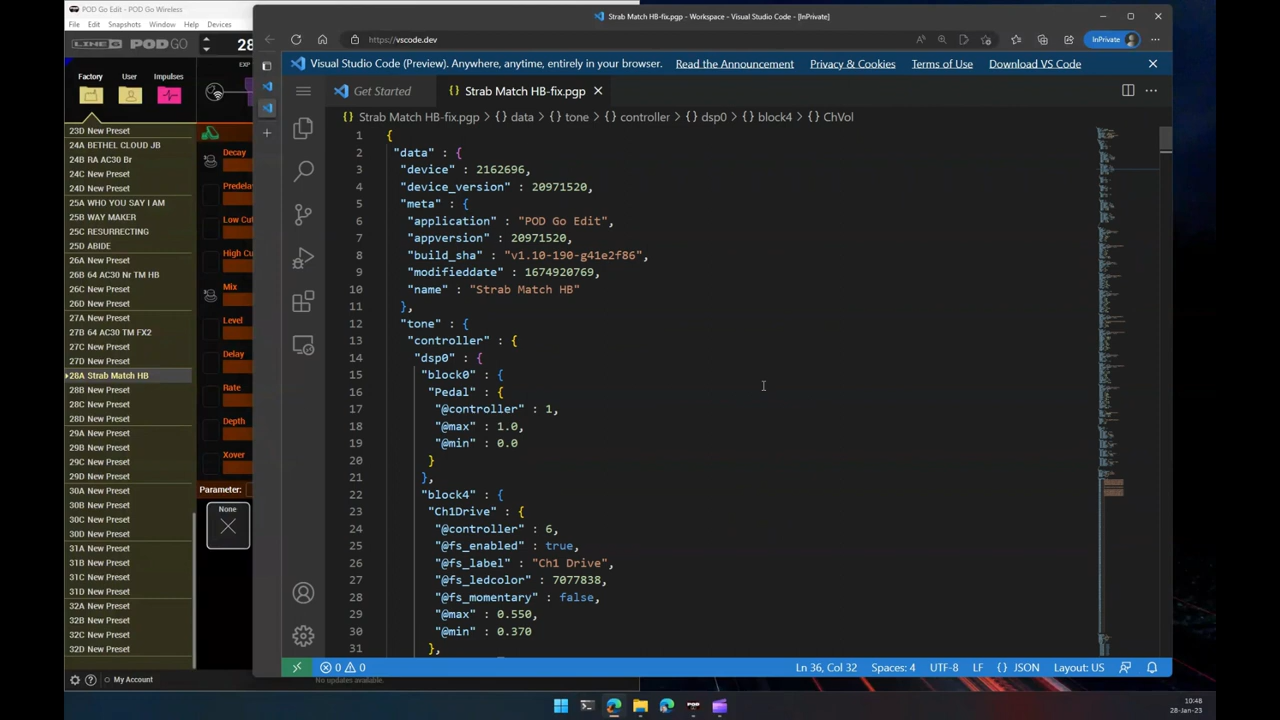 POD Go Edit - POD Go Wireless
File Edit Snapshots Window Help Devices
LINE 6 POD GO
28
Factory User Impulses
EXP
23D New Preset
24A BETHEL CLOUD JB
24B RA AC30 Br
24C New Preset
24D New Preset
25A WHO YOU SAY I AM
25B WAY MAKER
25C RESURRECTING
25D ABIDE
26A New Preset
26B 64 AC30 Nr TM HB
26C New Preset
26D New Preset
27A New Preset
27B 64 AC30 TM FX2
27C New Preset
27D New Preset
28A Strab Match HB
28B New Preset
28C New Preset
28D New Preset
29A New Preset
29B New Preset
29C New Preset
29D New Preset
30A New Preset
30B New Preset
30C New Preset
30D New Preset
31A New Preset
31B New Preset
31C New Preset
31D New Preset
32A New Preset
32B New Preset
32C New Preset
32D New Preset
My Account
No updates available.
Decay
Predela
Low Cu
High Cu
Mix
Level
Delay
Rate
Depth
Xover
Parameter:
None
Strab Match HB-fix.pgp - Workspace - Visual Studio Code - [InPrivate]
https://vscode.dev
InPrivate
Visual Studio Code (Preview). Anywhere, anytime, entirely in your browser. Read the Announcement Privacy & Cookies Terms of Use Download VS Code
Get Started Strab Match HB-fix.pgp
Strab Match HB-fix.pgp > {} data > {} tone > {} controller > {} dsp0 > {} block4 > {} ChVol
1 {
2 "data" : {
3 "device" : 2162696,
4 "device_version" : 20971520,
5 "meta" : {
6 "application" : "POD Go Edit",
7 "appversion" : 20971520,
8 "build_sha" : "v1.10-190-g41e2f86",
9 "modifieddate" : 1674920769,
10 "name" : "Strab Match HB"
11 },
12 "tone" : {
13 "controller" : {
14 "dsp0" : {
15 "block0" : {
16 "Pedal" : {
17 "@controller" : 1,
18 "@max" : 1.0,
19 "@min" : 0.0
20 }
21 },
22 "block4" : {
23 "Ch1Drive" : {
24 "@controller" : 6,
25 "@fs_enabled" : true,
26 "@fs_label" : "Ch1 Drive",
27 "@fs_ledcolor" : 7077838,
28 "@fs_momentary" : false,
29 "@max" : 0.550,
30 "@min" : 0.370
31 },
0 0 Ln 36, Col 32 Spaces: 4 UTF-8 LF {} JSON Layout: US
10:48
28-Jan-23